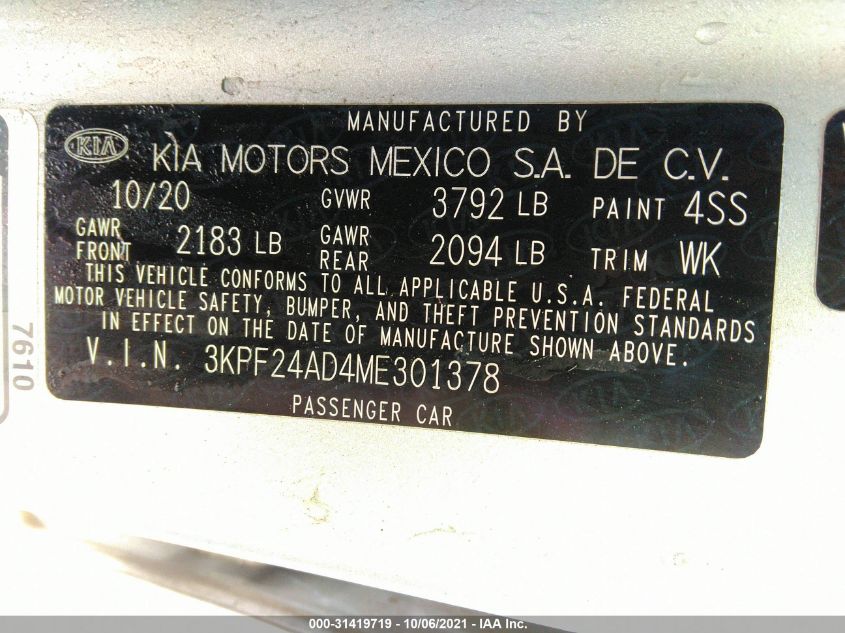 MANUFACTURED BY
KIA KIA MOTORS MEXICO S.A. DE C.V.
10/20 GVWR 3792 LB PAINT 4SS
GAWR FRONT 2183 LB GAWR REAR 2094 LB TRIM WK
THIS VEHICLE CONFORMS TO ALL APPLICABLE U.S.A. FEDERAL
MOTOR VEHICLE SAFETY, BUMPER, AND THEFT PREVENTION STANDARDS
IN EFFECT ON THE DATE OF MANUFACTURE SHOWN ABOVE.
V.I.N. 3KPF24AD4ME301378
PASSENGER CAR
7610
000-31419719 - 10/06/2021 - IAA Inc.